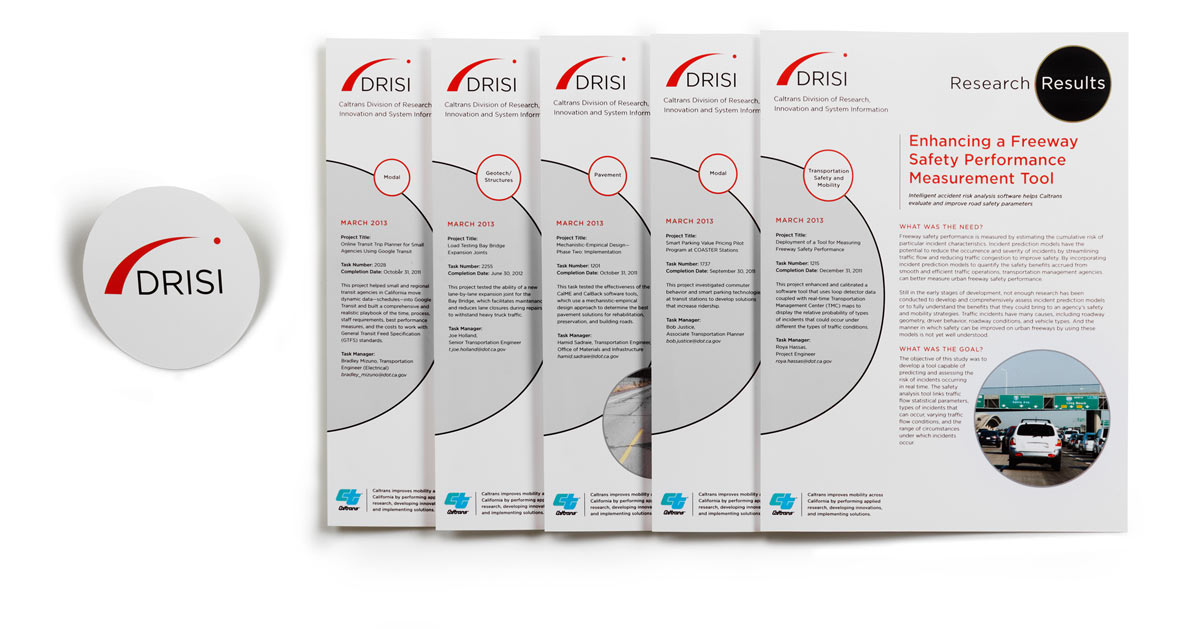 DRISI
DRISI
Caltrans Division of Research,
Innovation and System Infor
Modal
MARCH 2013
Project Title:
Online Transit Trip Planner for Small
Agencies Using Google Transit
Task Number: 2028
Completion Date: October 31, 2011
This project helped small and regional
transit agencies in California move
dynamic data—schedules—into Google
Transit and built a comprehensive and
realistic playbook of the time, process,
staff requirements, best performance
measures, and the costs to work with
General Transit Feed Specification
(GTFS) standards.
Task Manager:
Bradley Mizuno, Transportation
Engineer (Electrical)
bradley_mizuno@dot.ca.gov
Caltrans
Caltrans improves mobility a
California by performing app
research, developing innova
and implementing solutions.
DRISI
Caltrans Division of Research,
Innovation and System Inform
Geotech/
Structures
MARCH 2013
Project Title:
Load Testing Bay Bridge
Expansion Joints
Task Number: 2255
Completion Date: June 30, 2012
This project tested the ability of a new
lane-by-lane expansion joint for the
Bay Bridge, which facilitates maintenance
and reduces lane closures during repairs
to withstand heavy truck traffic.
Task Manager:
Joe Holland,
Senior Transportation Engineer
t.joe.holland@dot.ca.gov
Caltrans
Caltrans improves mobility a
California by performing app
research, developing innova
and implementing solutions.
DRISI
Caltrans Division of Research,
Innovation and System Inform
Pavement
MARCH 2013
Project Title:
Mechanistic-Empirical Design—
Phase Two: Implementation
Task Number: 1201
Completion Date: October 31, 2011
This task tested the effectiveness of the
CalME and CalBack software tools,
which use a mechanistic-empirical
design approach to determine the best
pavement solutions for rehabilitation,
preservation, and building roads.
Task Manager:
Hamid Sadraie, Transportation Engineer
Office of Materials and Infrastructure
hamid.sadraie@dot.ca.gov
Caltrans
Caltrans improves mobility a
California by performing app
research, developing innova
and implementing solutions.
DRISI
Caltrans Division of Research,
Innovation and System Inform
Modal
MARCH 2013
Project Title:
Smart Parking Value Pricing Pilot
Program at COASTER Stations
Task Number: 1737
Completion Date: September 30, 2011
This project investigated commuter
behavior and smart parking technologies
at transit stations to develop solutions
that increase ridership.
Task Manager:
Bob Justice,
Associate Transportation Planner
bob.justice@dot.ca.gov
Caltrans
Caltrans improves mobility a
California by performing app
research, developing innova
and implementing solutions.
DRISI
Caltrans Division of Research,
Innovation and System Information
Transportation
Safety and
Mobility
MARCH 2013
Project Title:
Deployment of a Tool for Measuring
Freeway Safety Performance
Task Number: 1215
Completion Date: December 31, 2011
This project enhanced and calibrated a
software tool that uses loop detector data
coupled with real-time Transportation
Management Center (TMC) maps to
display the relative probability of types
of incidents that could occur under
different the types of traffic conditions.
Task Manager:
Roya Hassas,
Project Engineer
roya.hassas@dot.ca.gov
Caltrans
Caltrans improves mobility across
California by performing applied
research, developing innovations,
and implementing solutions.
Research Results
Enhancing a Freeway
Safety Performance
Measurement Tool
Intelligent accident risk analysis software helps Caltrans
evaluate and improve road safety parameters
WHAT WAS THE NEED?
Freeway safety performance is measured by estimating the cumulative risk of
particular incident characteristics. Incident prediction models have the
potential to reduce the occurrence and severity of incidents by streamlining
traffic flow and reducing traffic congestion to improve safety. By incorporating
incident prediction models to quantify the safety benefits accrued from
smooth and efficient traffic operations, transportation management agencies
can better measure urban freeway safety performance.
Still in the early stages of development, not enough research has been
conducted to develop and comprehensively assess incident prediction models
or to fully understand the benefits that they could bring to an agency's safety
and mobility strategies. Traffic incidents have many causes, including roadway
geometry, driver behavior, roadway conditions, and vehicle types. And the
manner in which safety can be improved on urban freeways by using these
models is not yet well understood.
WHAT WAS THE GOAL?
The objective of this study was to
develop a tool capable of
predicting and assessing the
risk of incidents occurring
in real time. The safety
analysis tool links traffic
flow statistical parameters,
types of incidents that
can occur, varying traffic
flow conditions, and the
range of circumstances
under which incidents
occur.